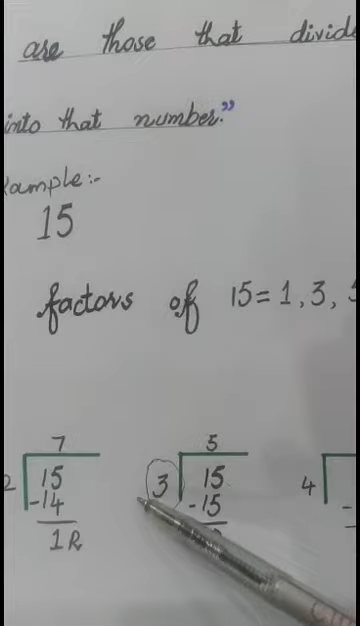 are those that divide
into that number."
Example:-
15
factors of 15 = 1, 3, 5
7 5
2 15 3 15 4
-14 -15 -
1R